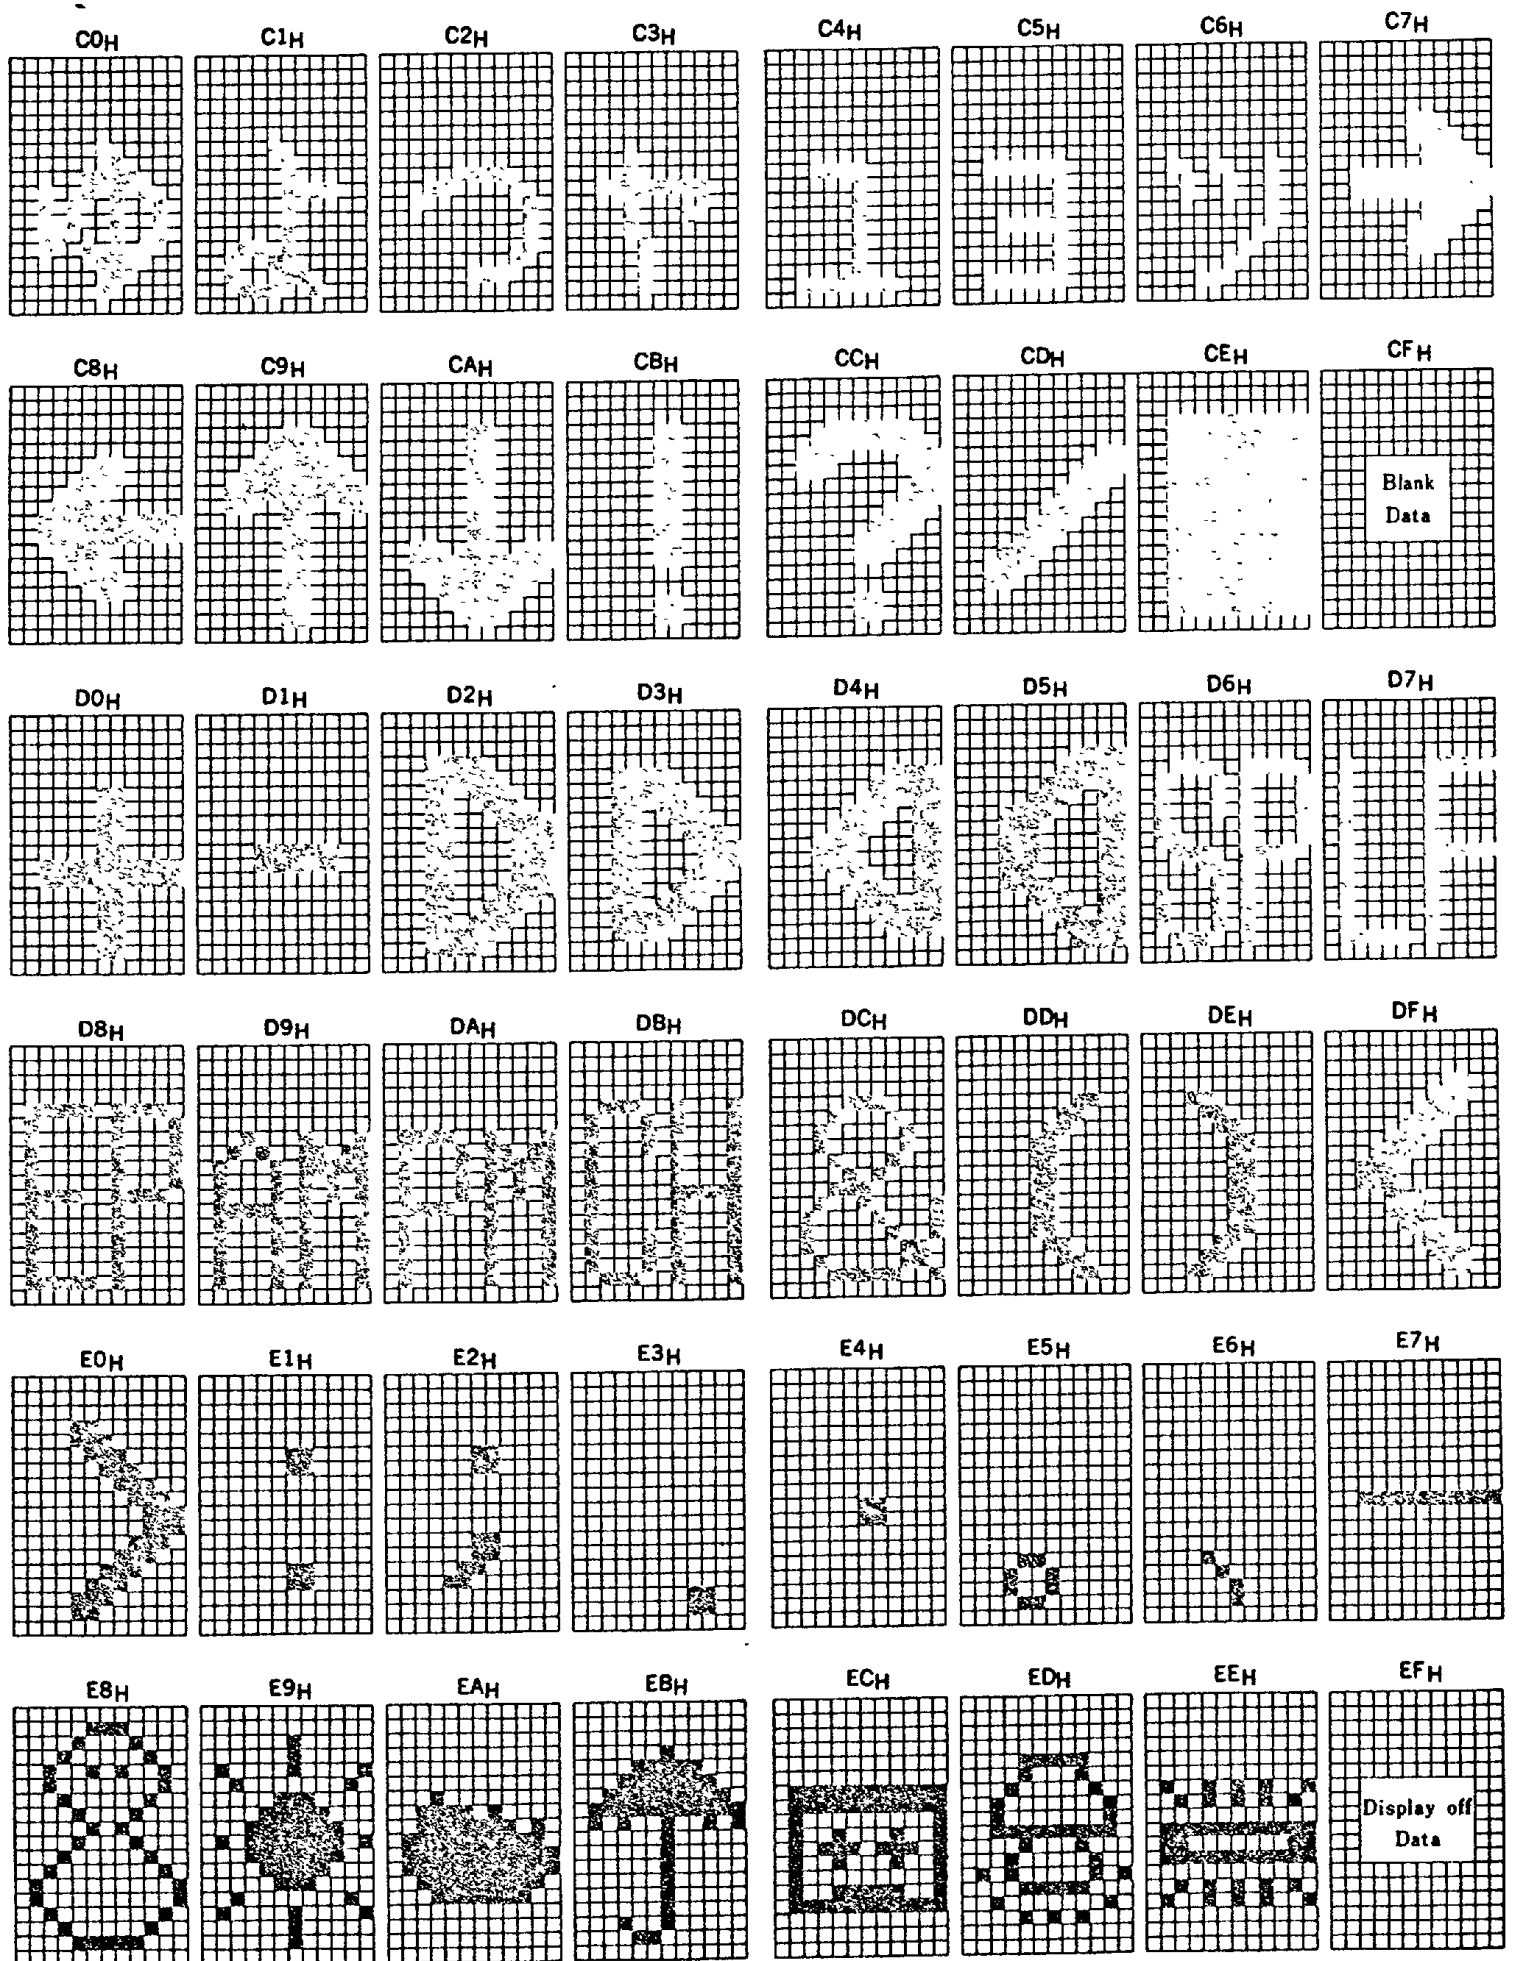 C0H C1H C2H C3H C4H C5H C6H C7H
C8H C9H CAH CBH CCH CDH CEH CFH
Blank
Data
D0H D1H D2H D3H D4H D5H D6H D7H
D8H D9H DAH DBH DCH DDH DEH DFH
E0H E1H E2H E3H E4H E5H E6H E7H
E8H E9H EAH EBH ECH EDH EEH EFH
Display off
Data